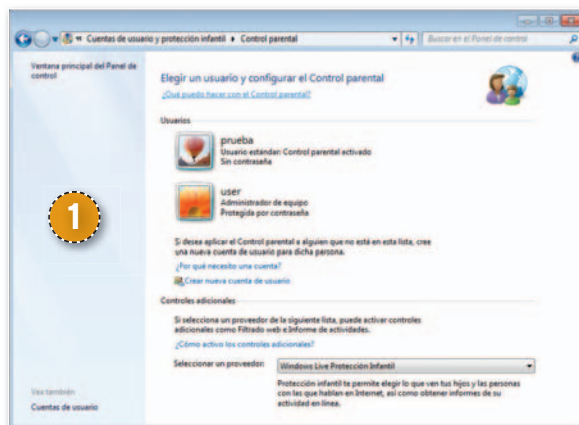 Cuentas de usuario y protección infantil ▸ Control parental
Buscar en el Panel de control
Ventana principal del Panel de
control
Elegir un usuario y configurar el Control parental
¿Qué puedo hacer con el Control parental?
Usuarios
prueba
Usuario estándar: Control parental activado
Sin contraseña
user
Administrador de equipo
Protegida por contraseña
1
Si desea aplicar el Control parental a alguien que no está en esta lista, cree
una nueva cuenta de usuario para dicha persona.
¿Por qué necesito una cuenta?
Crear nueva cuenta de usuario
Controles adicionales
Si selecciona un proveedor de la siguiente lista, puede activar controles
adicionales como Filtrado web e Informe de actividades.
¿Cómo activo los controles adicionales?
Seleccionar un proveedor: Windows Live Protección Infantil
Protección infantil te permite elegir lo que ven tus hijos y las personas
con las que hablan en Internet, así como obtener informes de su
actividad en línea.
Vea también
Cuentas de usuario